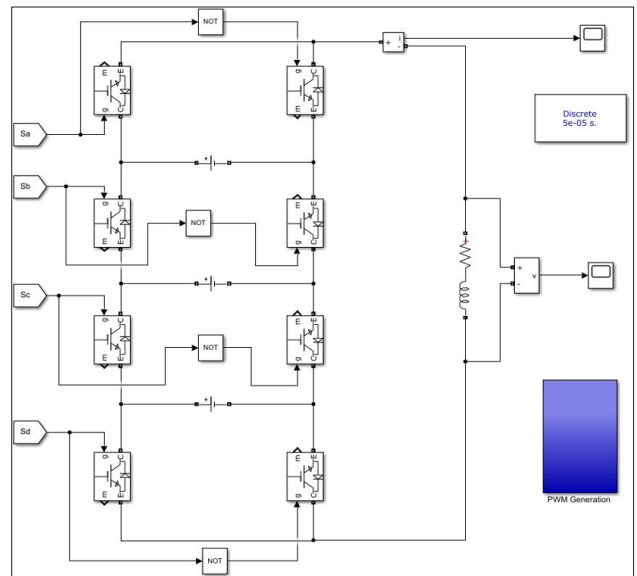 NOT
m E
g C
g C
m E
i
+
-
Sa
Discrete
5e-05 s.
+
Sb
g C
m E
NOT
m E
g C
+
+
v
-
Sc
g C
m E
NOT
m E
g C
+
Sd
g C
m E
m E
g C
PWM Generation
NOT